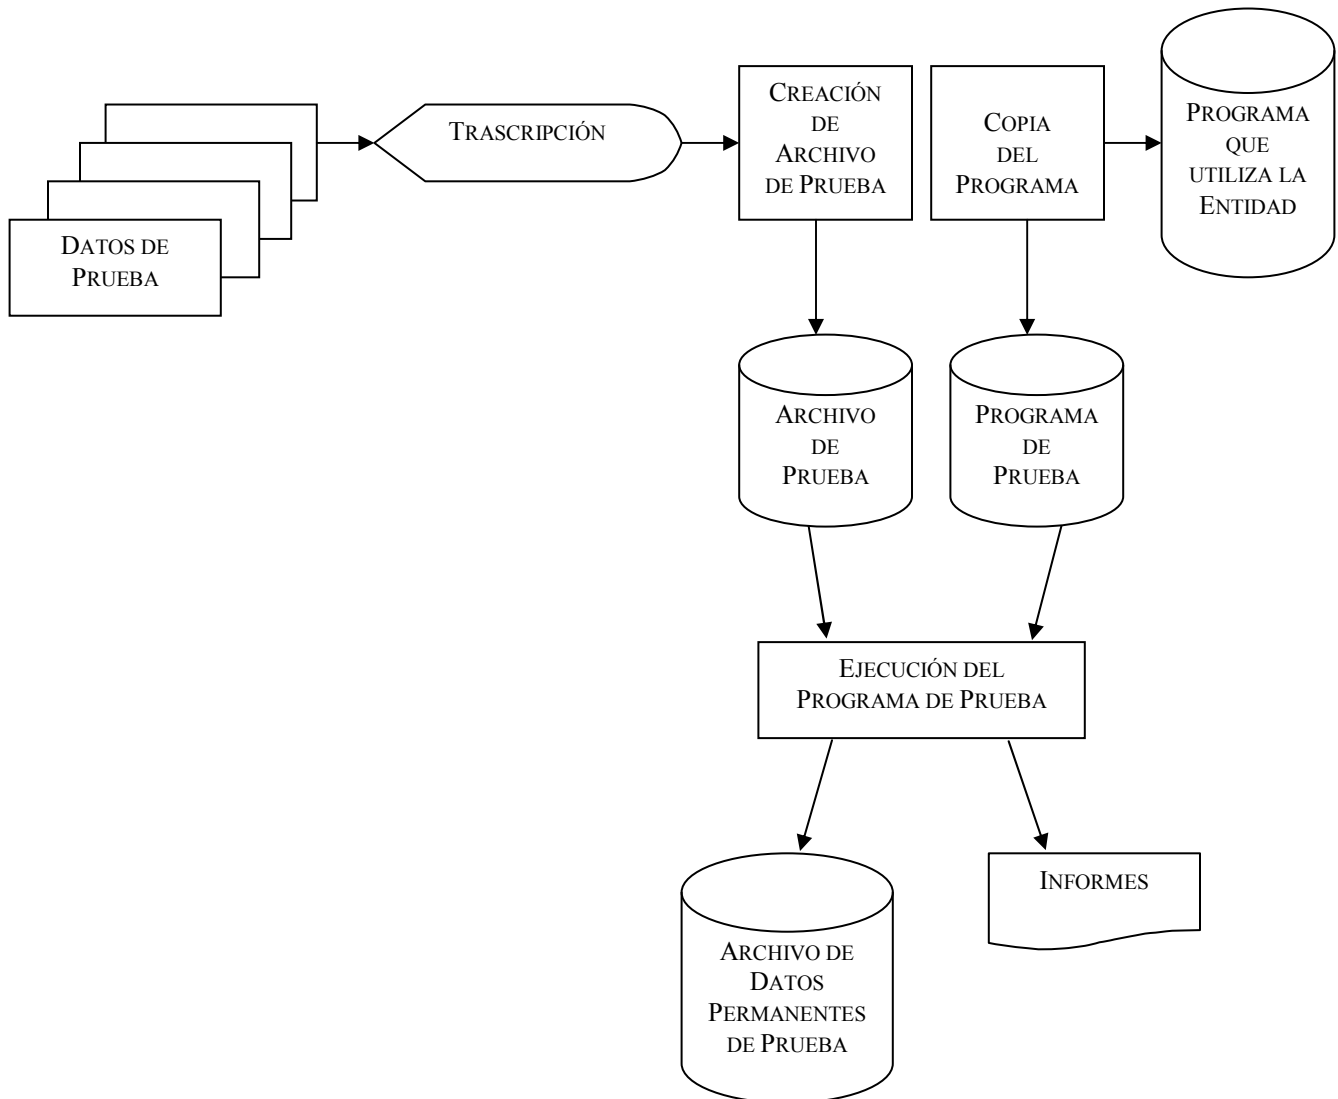 DATOS DE
PRUEBA
TRASCRIPCIÓN
CREACIÓN
DE
ARCHIVO
DE PRUEBA
COPIA
DEL
PROGRAMA
PROGRAMA
QUE
UTILIZA LA
ENTIDAD
ARCHIVO
DE
PRUEBA
PROGRAMA
DE
PRUEBA
EJECUCIÓN DEL
PROGRAMA DE PRUEBA
ARCHIVO DE
DATOS
PERMANENTES
DE PRUEBA
INFORMES